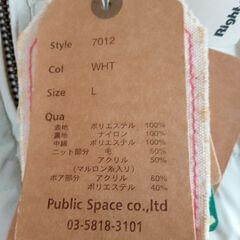 Right
Style 7012
Col WHT
Size L
Qua
表地 ポリエステル 100%
裏地 ナイロン 100%
中綿 ポリエステル 100%
ニット部分 毛 50%
アクリル 50%
(マルロン糸入り)
ボア部分 アクリル 60%
ポリエステル 40%
Public Space co.,ltd
03-5818-3101